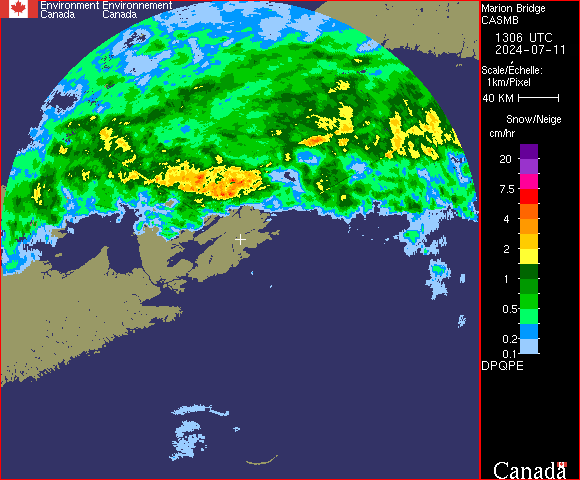 Environment Environnement
Canada Canada
Marion Bridge
CASMB
1306 UTC
2024-07-11
Scale/Echelle:
1km/Pixel
40 KM
Snow/Neige
cm/hr
20
7.5
4
2
1
0.5
0.2
0.1
DPQPE
Canada